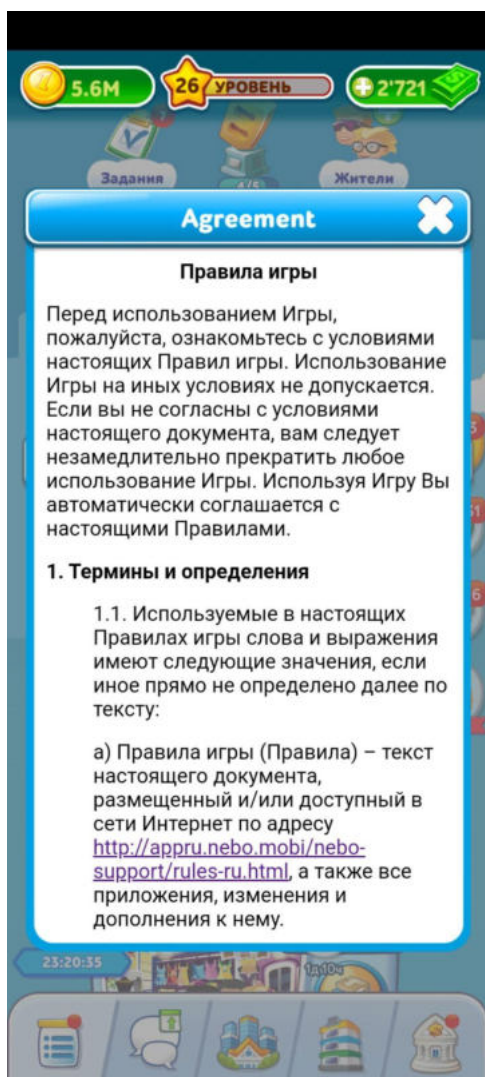 5.6M
26 УРОВЕНЬ
2'721
Задания
4/5
Жители
Agreement
Правила игры
Перед использованием Игры,
пожалуйста, ознакомьтесь с условиями
настоящих Правил игры. Использование
Игры на иных условиях не допускается.
Если вы не согласны с условиями
настоящего документа, вам следует
незамедлительно прекратить любое
использование Игры. Используя Игру Вы
автоматически соглашается с
настоящими Правилами.
1. Термины и определения
1.1. Используемые в настоящих
Правилах игры слова и выражения
имеют следующие значения, если
иное прямо не определено далее по
тексту:
а) Правила игры (Правила) – текст
настоящего документа,
размещенный и/или доступный в
сети Интернет по адресу
http://appru.nebo.mobi/nebo-
support/rules-ru.html, а также все
приложения, изменения и
дополнения к нему.
23:20:35
1д10ч